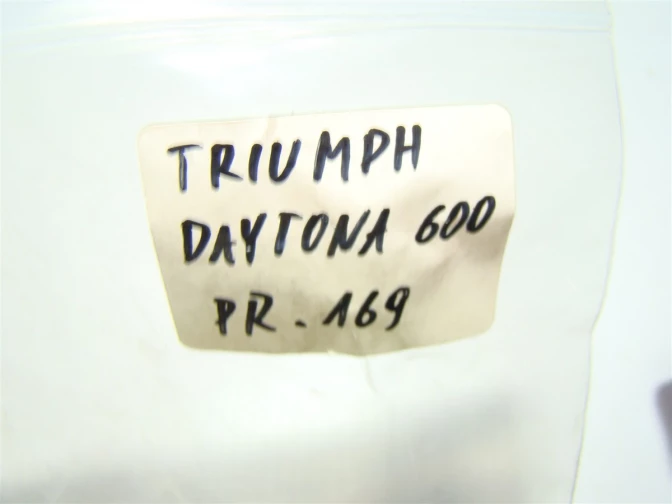 TRIUMPH
DAYTONA 600
PR. 169